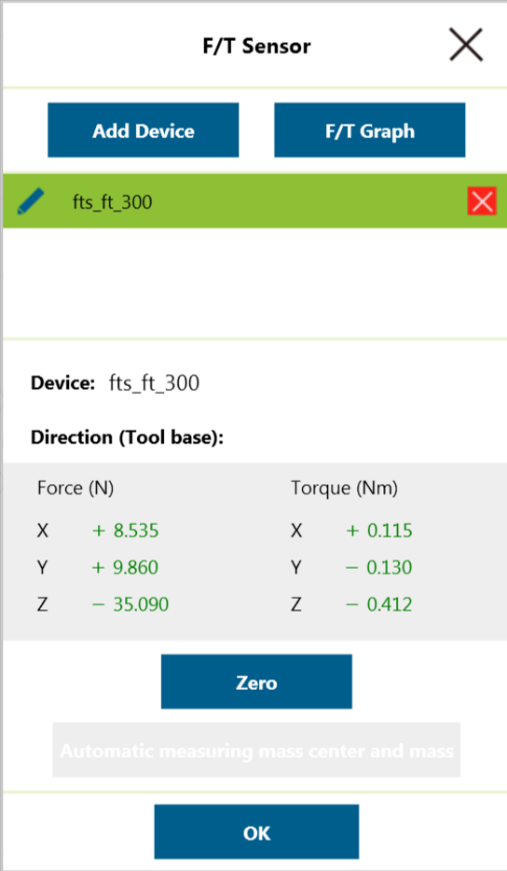 F/T Sensor
Add Device F/T Graph
fts_ft_300
Device: fts_ft_300
Direction (Tool base):
Force (N) Torque (Nm)
X + 8.535 X + 0.115
Y + 9.860 Y − 0.130
Z − 35.090 Z − 0.412
Zero
Automatic measuring mass center and mass
OK